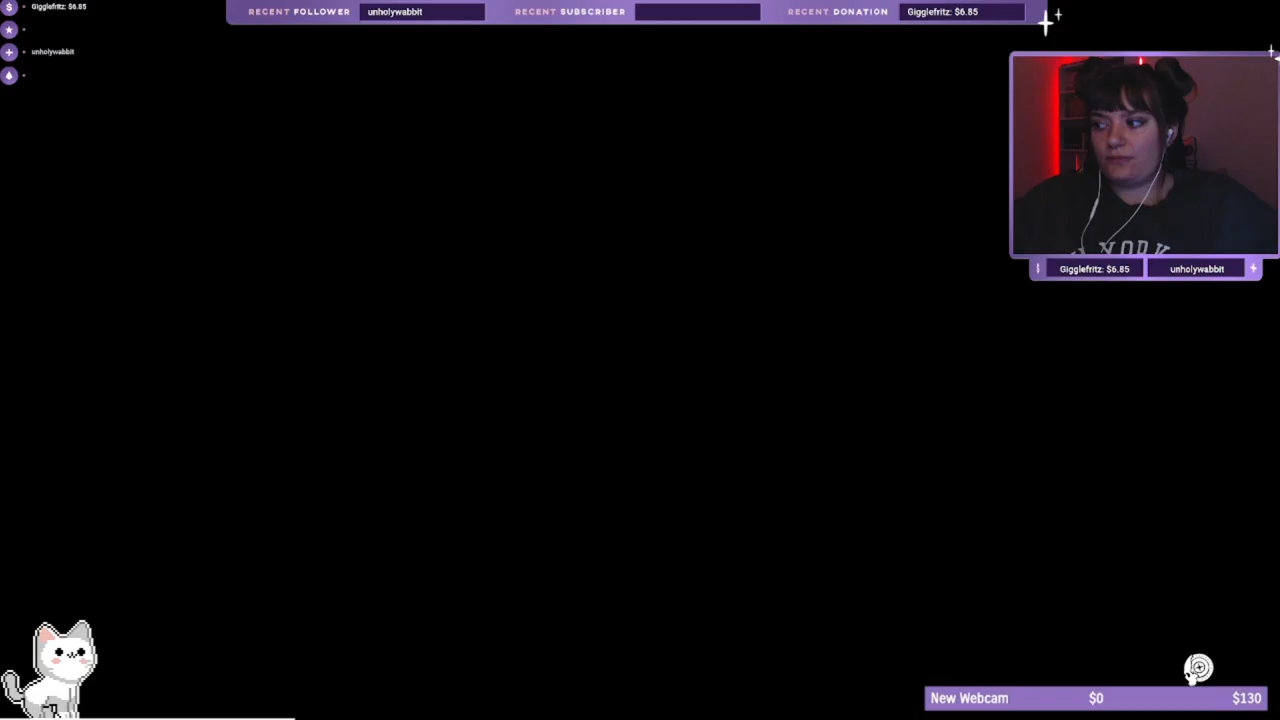 Gigglefritz: $6.85
unholywabbit
RECENT FOLLOWER unholywabbit RECENT SUBSCRIBER RECENT DONATION Gigglefritz: $6.85
YORK
Gigglefritz: $6.85 unholywabbit
New Webcam $0 $130